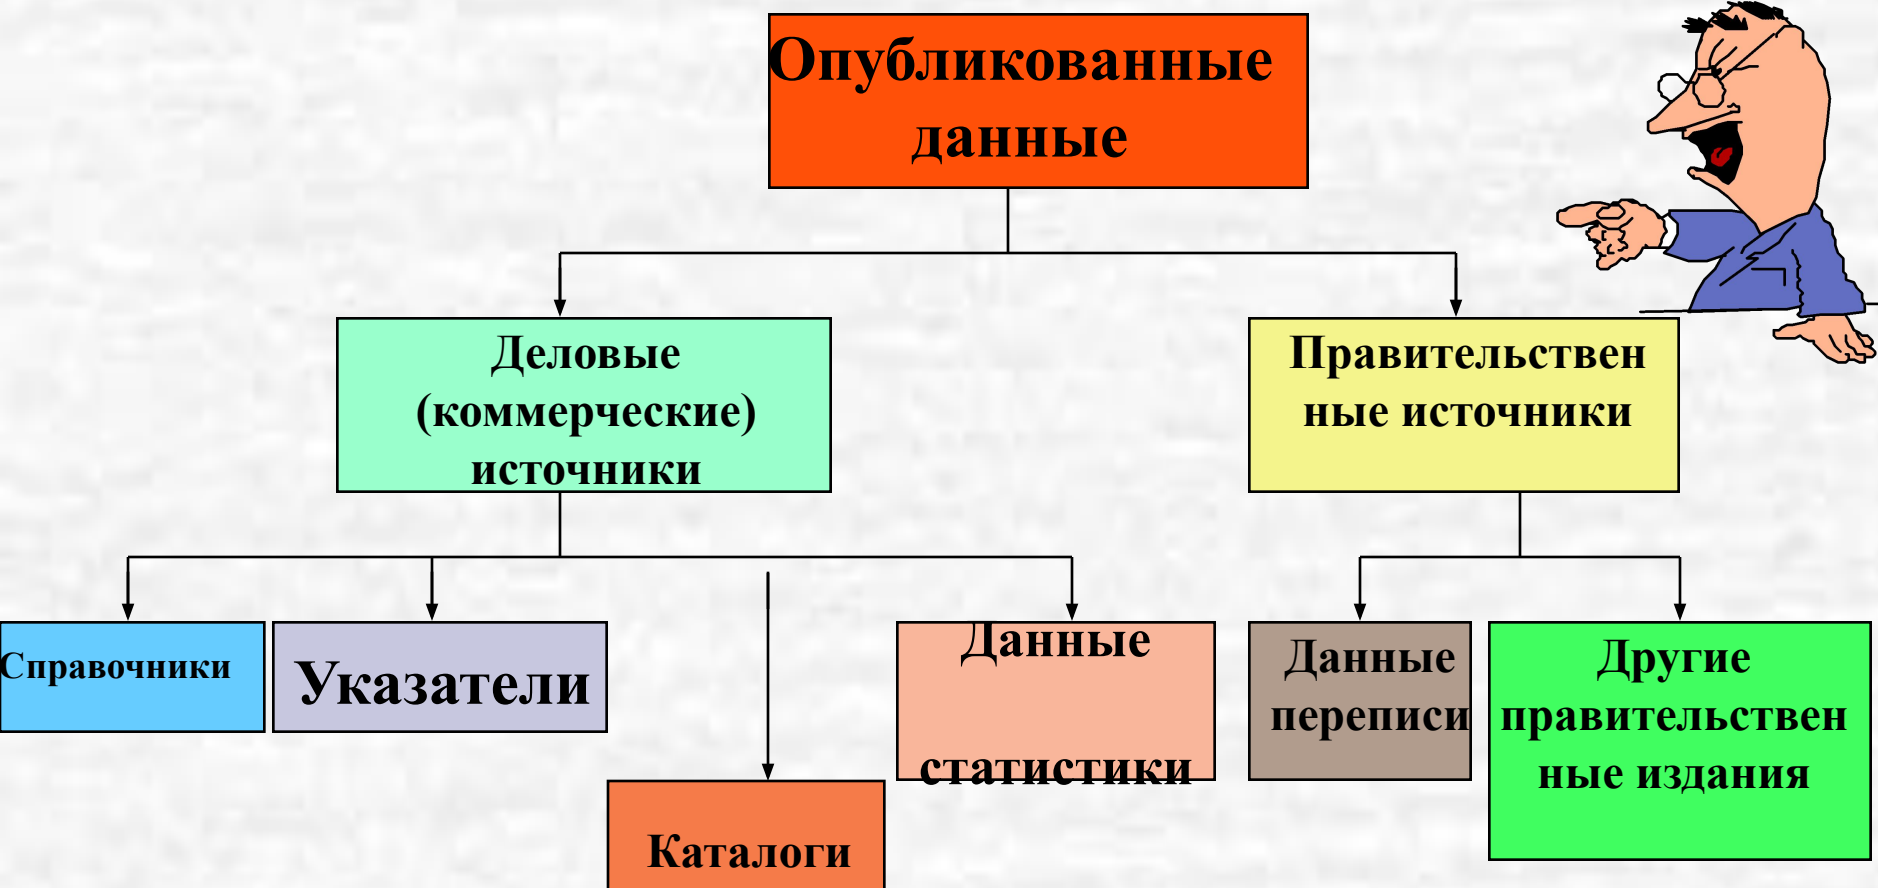 Опубликованные
данные
Деловые
(коммерческие)
источники
Правительствен
ные источники
Справочники
Указатели
Каталоги
Данные
статистики
Данные
переписи
Другие
правительствен
ные издания